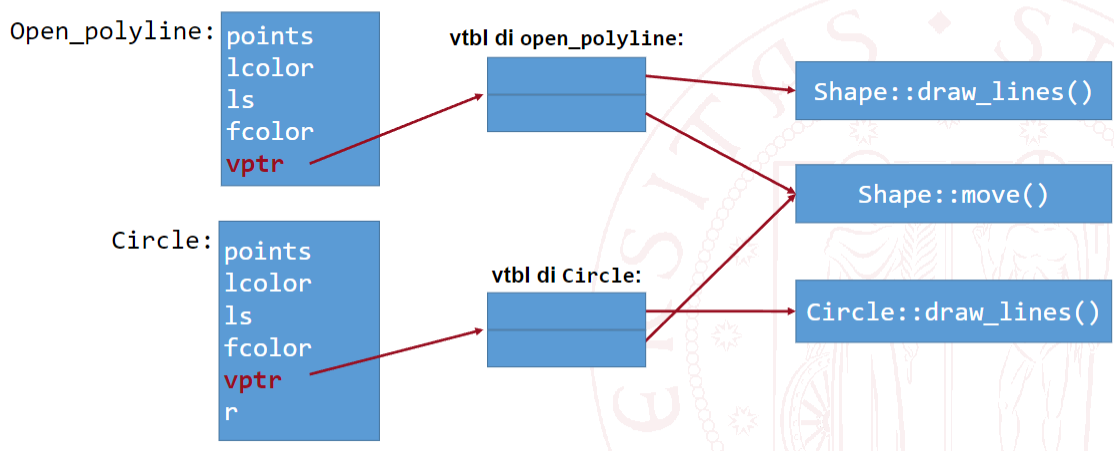 Open_polyline:
points
lcolor
ls
fcolor
vptr
vtbl di open_polyline:
Shape::draw_lines()
Shape::move()
Circle:
points
lcolor
ls
fcolor
vptr
r
vtbl di Circle:
Circle::draw_lines()